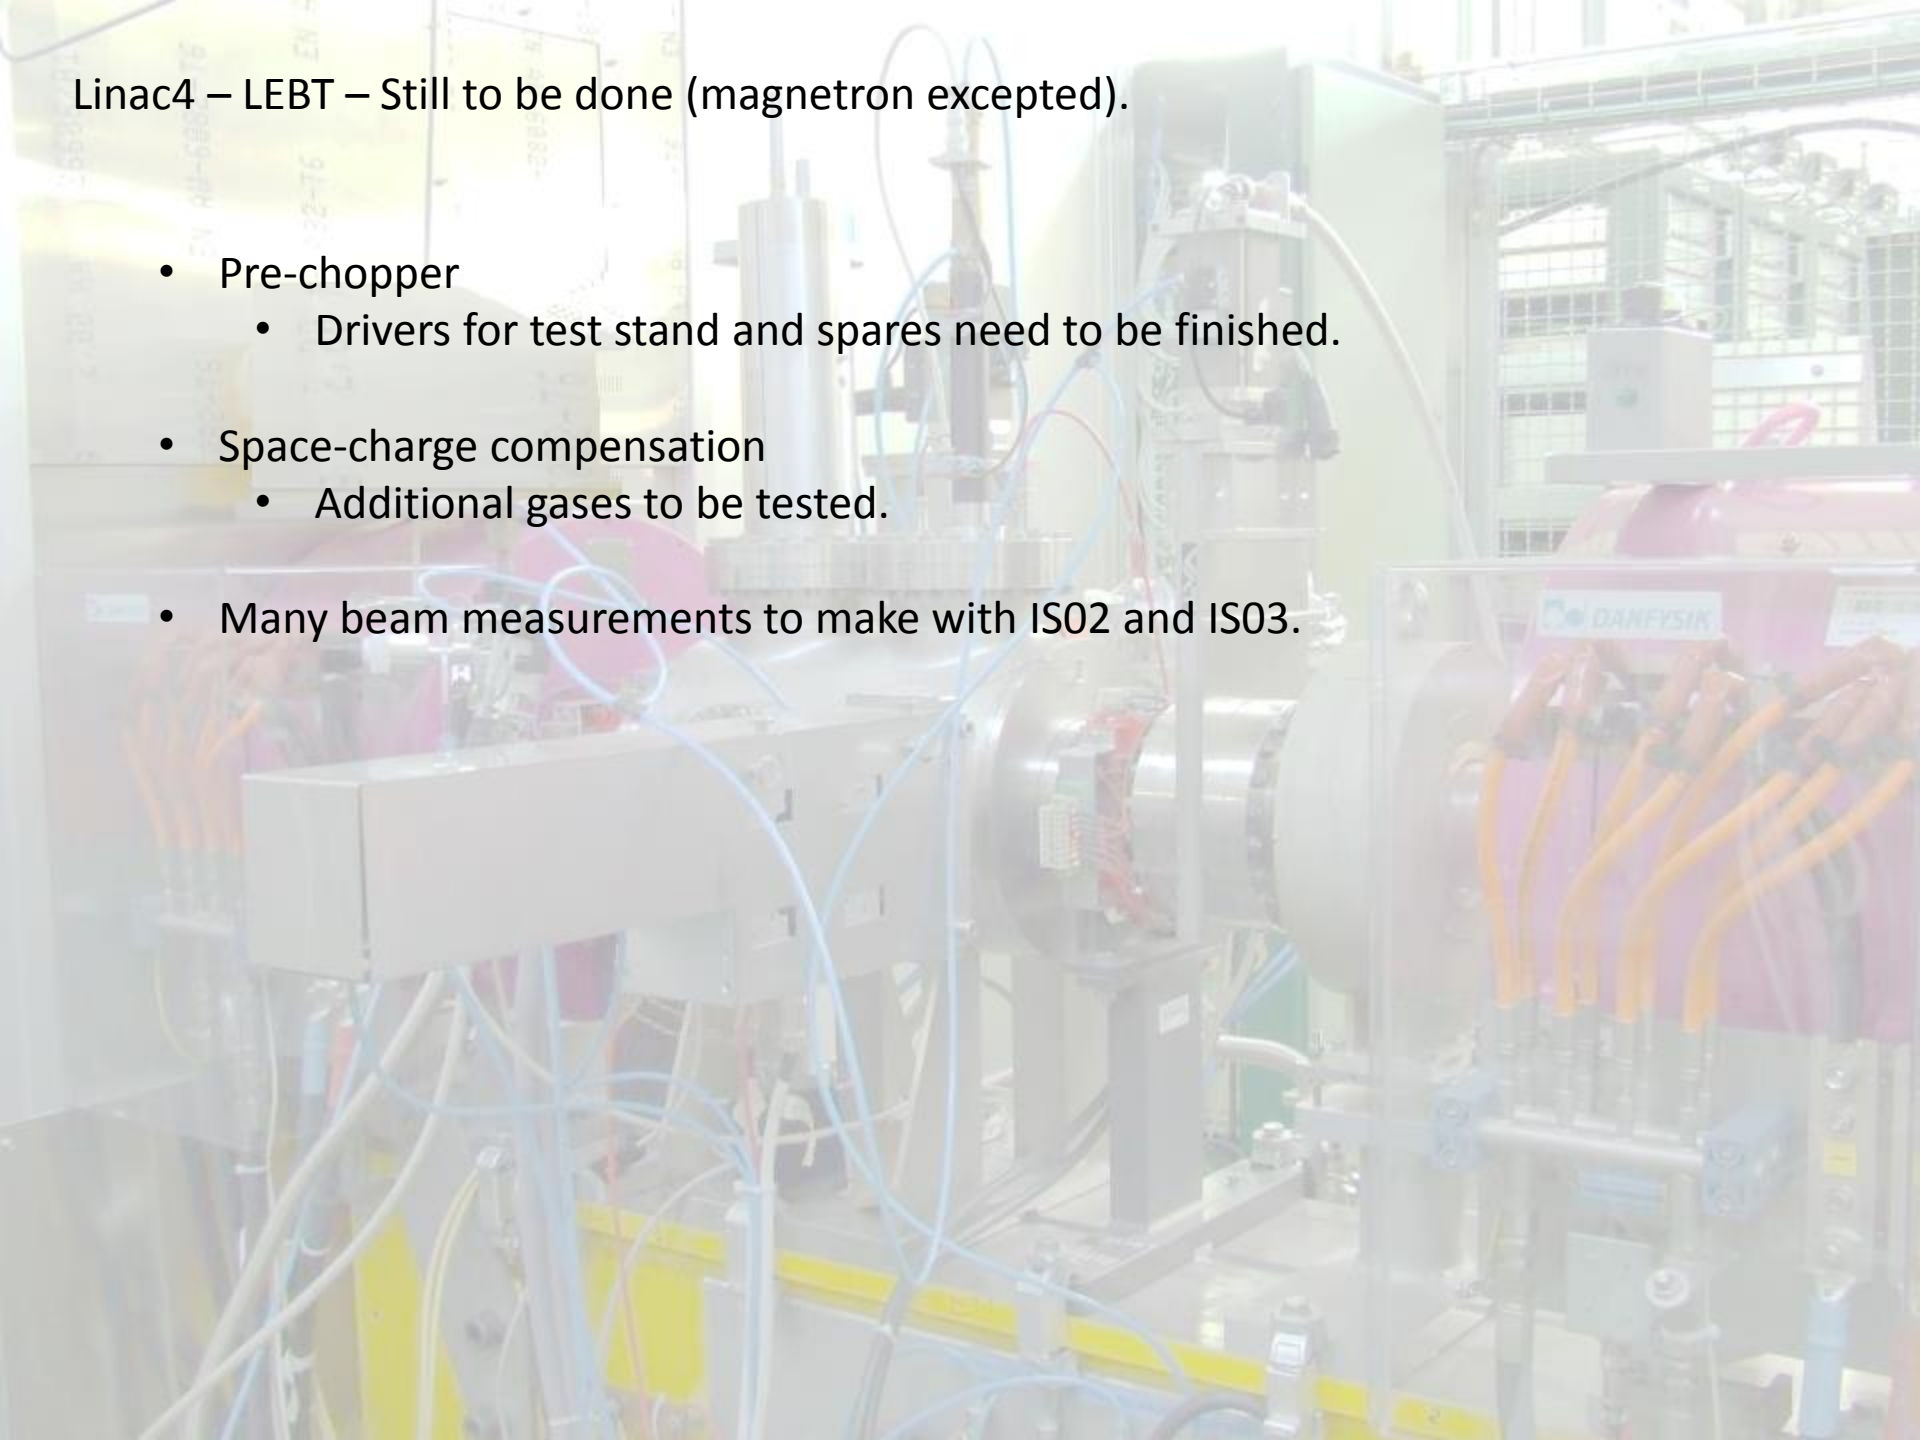 Linac4 – LEBT – Still to be done (magnetron excepted).
• Pre-chopper
• Drivers for test stand and spares need to be finished.
• Space-charge compensation
• Additional gases to be tested.
• Many beam measurements to make with IS02 and IS03.
DANFYSIK